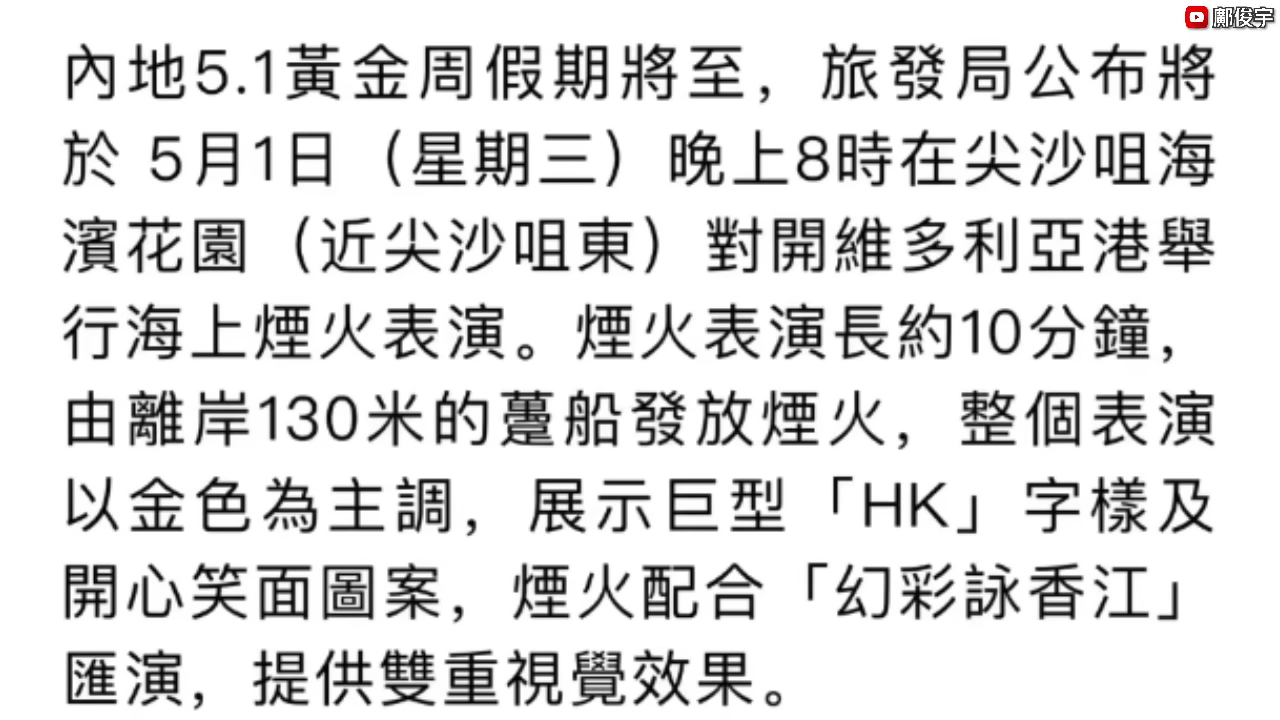 鄺俊宇
內地5.1黃金周假期將至，旅發局公布將
於 5月1日（星期三）晚上8時在尖沙咀海
濱花園（近尖沙咀東）對開維多利亞港舉
行海上煙火表演。煙火表演長約10分鐘，
由離岸130米的躉船發放煙火，整個表演
以金色為主調，展示巨型「HK」字樣及
開心笑面圖案，煙火配合「幻彩詠香江」
匯演，提供雙重視覺效果。